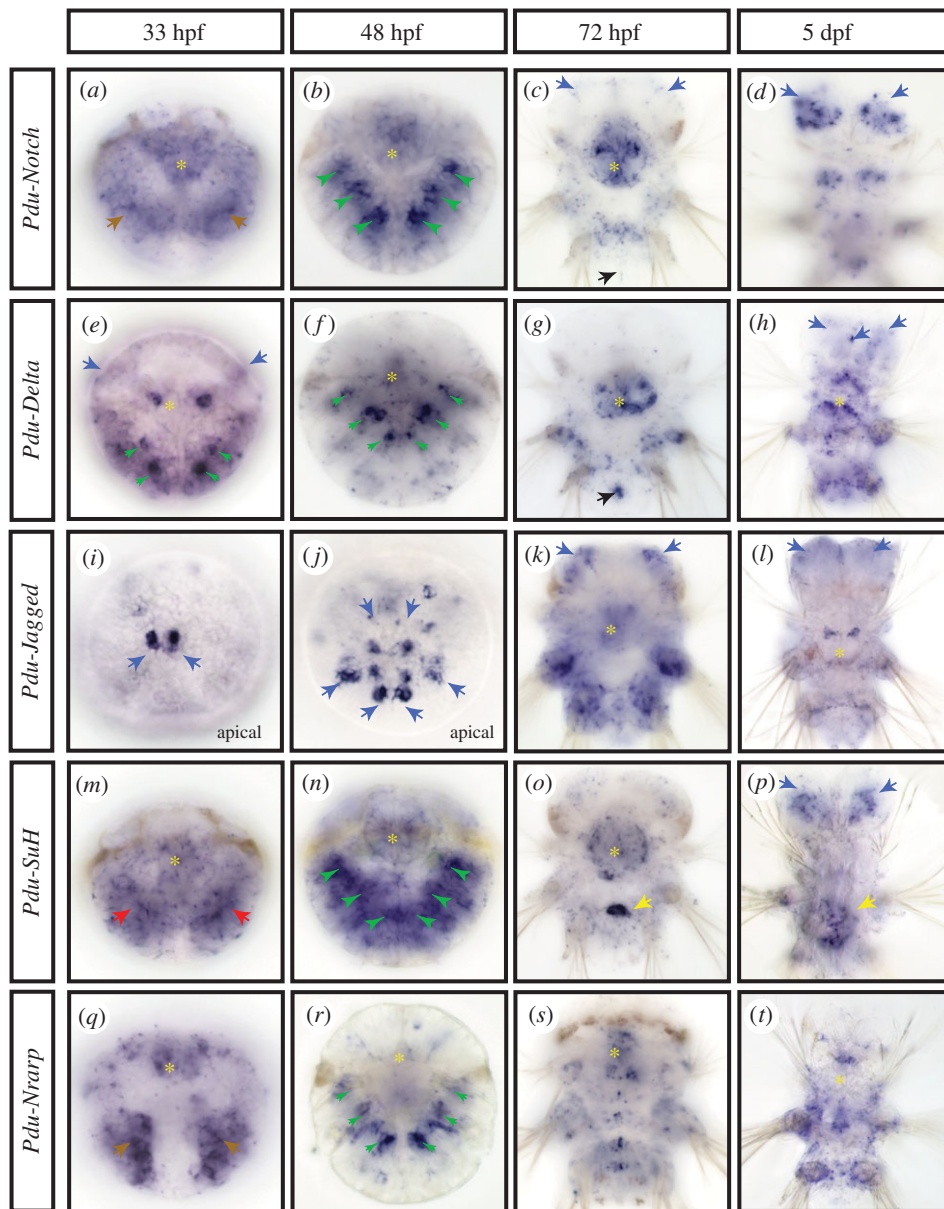 33 hpf 48 hpf 72 hpf 5 dpf
Pdu-Notch
(a) (b) (c) (d)
Pdu-Delta
(e) (f) (g) (h)
Pdu-Jagged
(i) (j) (k) (l)
apical apical
Pdu-SuH
(m) (n) (o) (p)
Pdu-Nrarp
(q) (r) (s) (t)